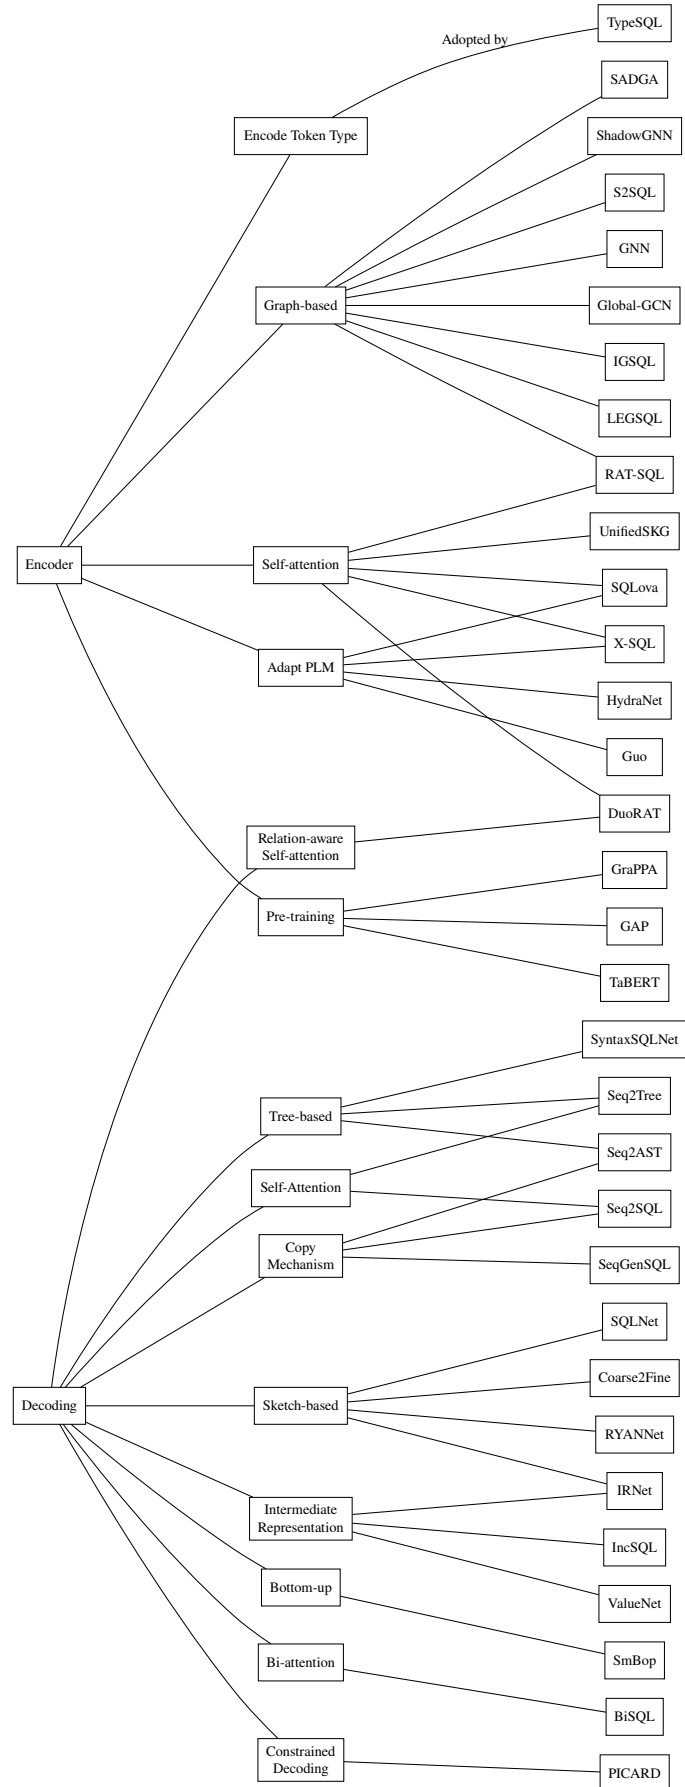 TypeSQL
Adopted by
SADGA
Encode Token Type
ShadowGNN
S2SQL
GNN
Graph-based
Global-GCN
IGSQL
LEGSQL
RAT-SQL
UnifiedSKG
Encoder
Self-attention
SQLova
X-SQL
Adapt PLM
HydraNet
Guo
DuoRAT
Relation-aware
Self-attention
GraPPA
Pre-training
GAP
TaBERT
SyntaxSQLNet
Seq2Tree
Tree-based
Seq2AST
Self-Attention
Seq2SQL
Copy
Mechanism
SeqGenSQL
SQLNet
Coarse2Fine
Decoding
Sketch-based
RYANNet
IRNet
Intermediate
Representation
IncSQL
Bottom-up
ValueNet
Bi-attention
SmBop
BiSQL
Constrained
Decoding
PICARD